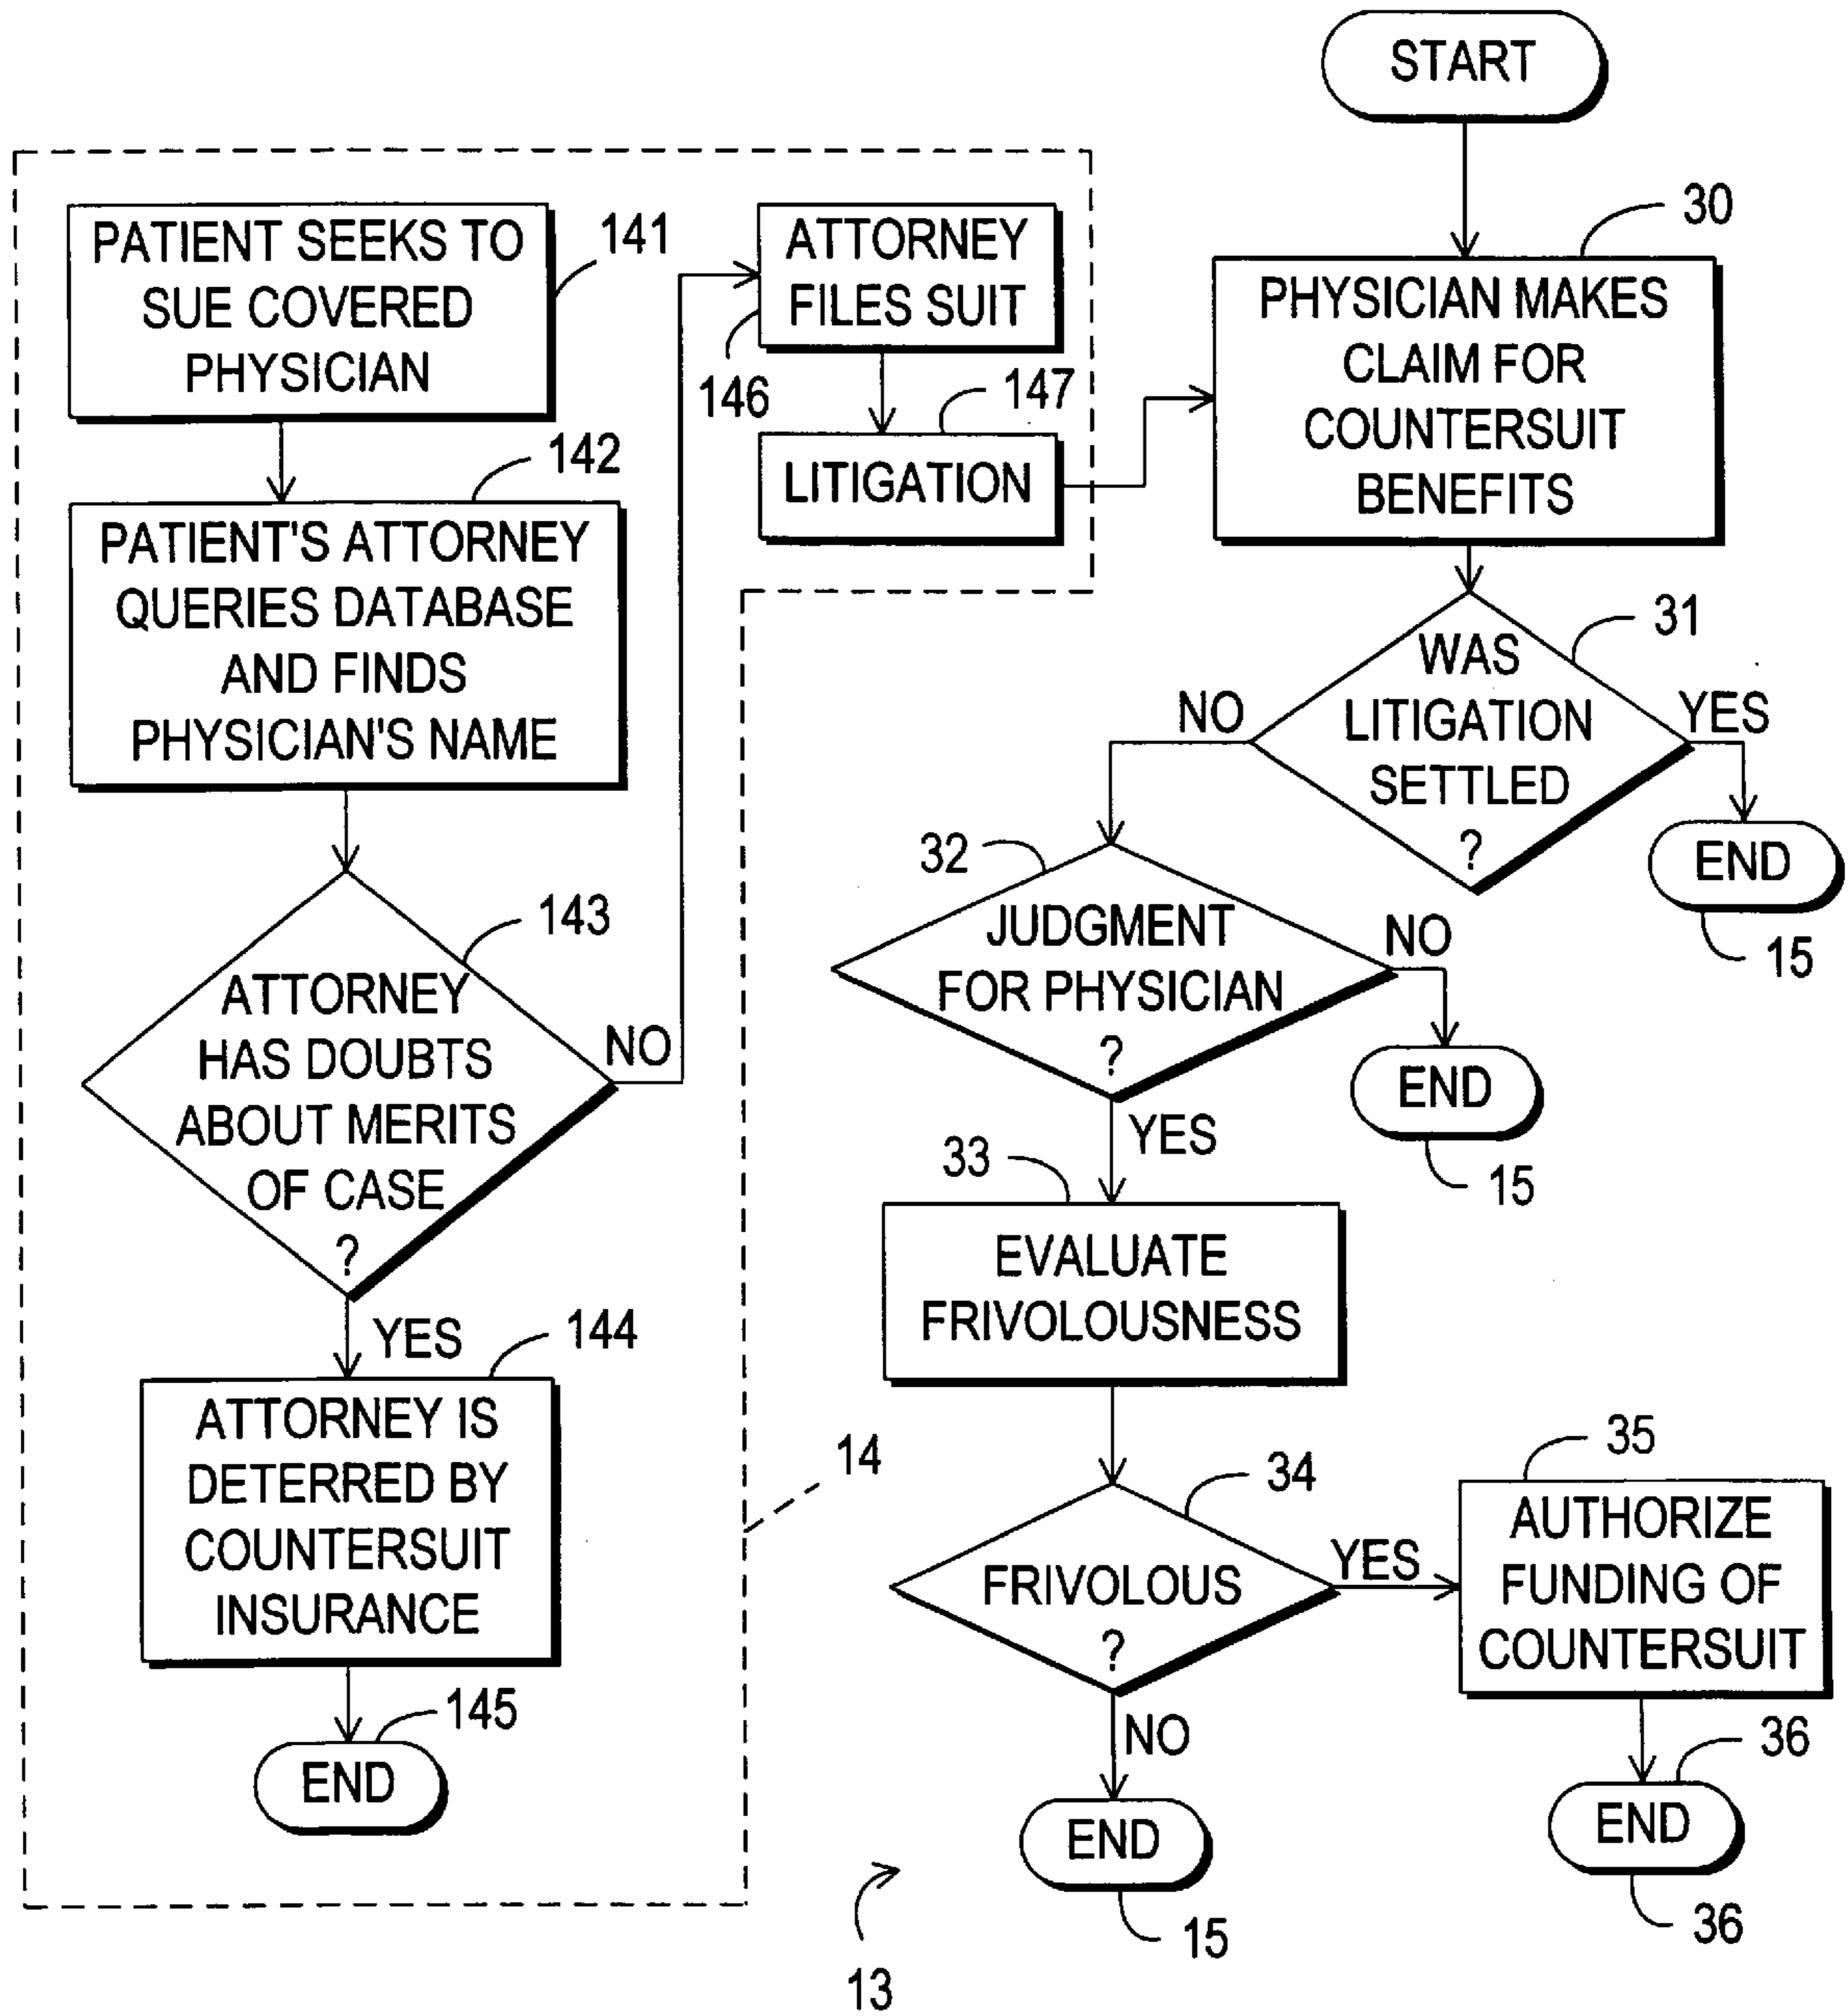 START
30
PHYSICIAN MAKES
CLAIM FOR
COUNTERSUIT
BENEFITS
31
WAS
LITIGATION
SETTLED
?
NO
YES
END
15
32
JUDGMENT
FOR PHYSICIAN
?
NO
END
15
YES
33
EVALUATE
FRIVOLOUSNESS
34
FRIVOLOUS
?
YES
35
AUTHORIZE
FUNDING OF
COUNTERSUIT
36
END
36
NO
END
15
13
14
PATIENT SEEKS TO
SUE COVERED
PHYSICIAN
141
142
PATIENT'S ATTORNEY
QUERIES DATABASE
AND FINDS
PHYSICIAN'S NAME
143
ATTORNEY
HAS DOUBTS
ABOUT MERITS
OF CASE
?
NO
YES
144
ATTORNEY IS
DETERRED BY
COUNTERSUIT
INSURANCE
145
END
ATTORNEY
FILES SUIT
146
147
LITIGATION